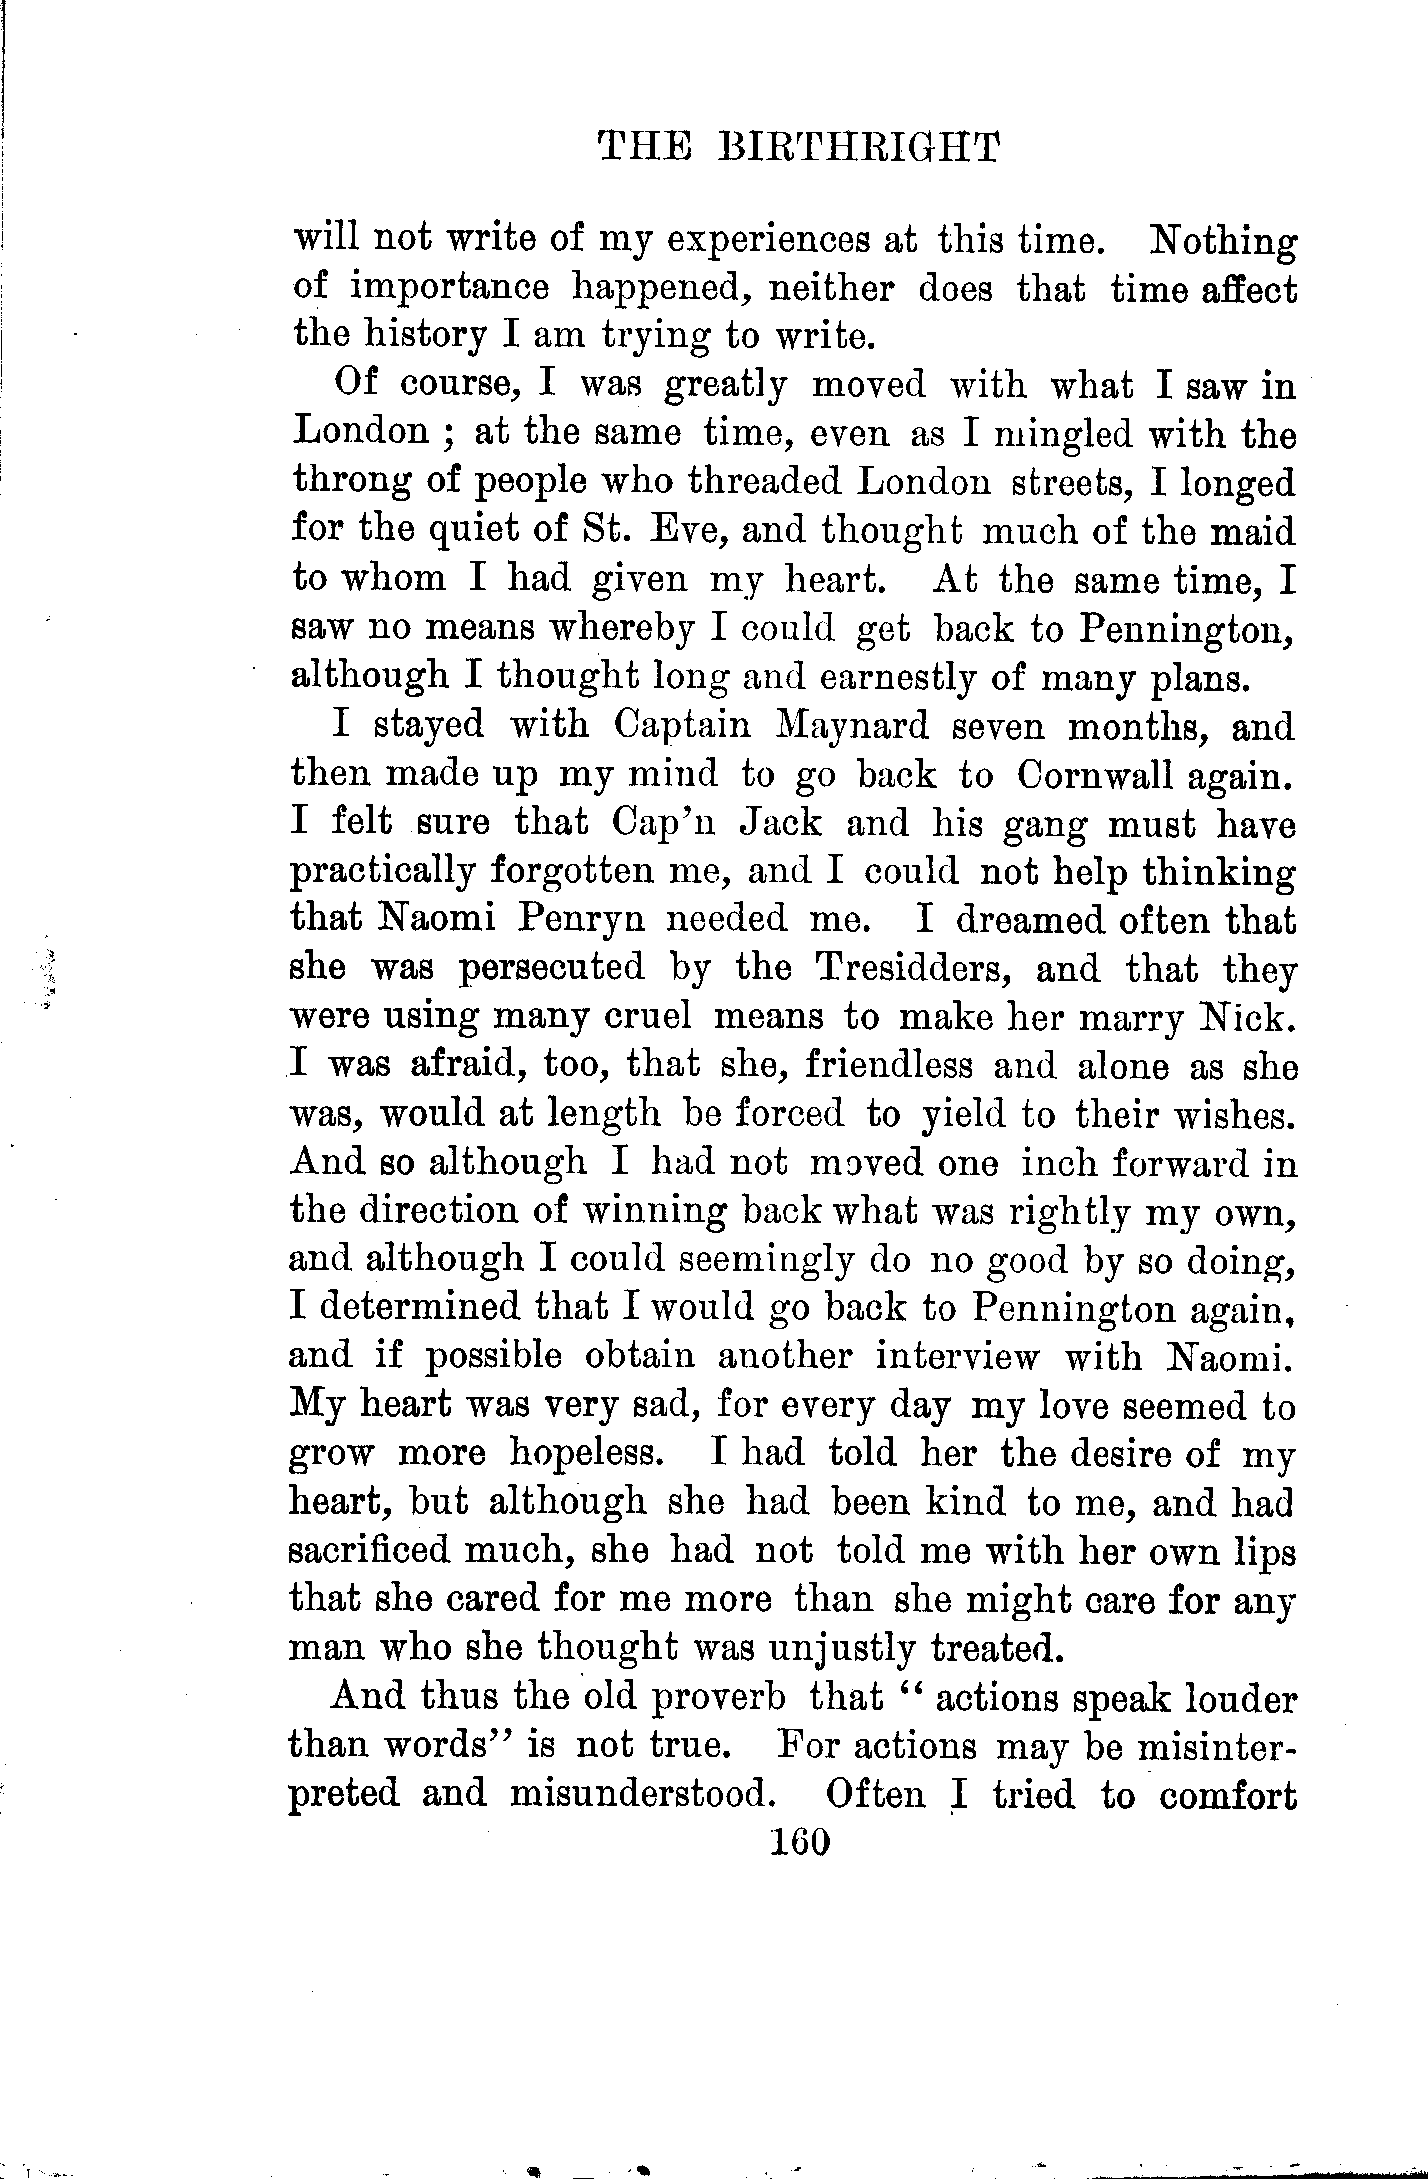 THE BIRTHRIGHT
will not write of my experiences at this time. Nothing
of importance happened, neither does that time affect
the history I am trying to write.
Of course, I was greatly moved with what I saw in
London ; at the same time, even as I mingled with the
throng of people who threaded London streets, I longed
for the quiet of St. Eve, and thought much of the maid
to whom I had given my heart. At the same time, I
saw no means whereby I could get back to Pennington,
although I thought long and earnestly of many plans.
I stayed with Captain Maynard seven months, and
then made up my mind to go back to Cornwall again.
I felt sure that Cap'n Jack and his gang must have
practically forgotten me, and I could not help thinking
that Naomi Penryn needed me. I dreamed often that
she was persecuted by the Tresidders, and that they
were using many cruel means to make her marry Nick.
I was afraid, too, that she, friendless and alone as she
was, would at length be forced to yield to their wishes.
And so although I had not moved one inch forward in
the direction of winning back what was rightly my own,
and although I could seemingly do no good by so doing,
I determined that I would go back to Pennington again,
and if possible obtain another interview with Naomi.
My heart was very sad, for every day my love seemed to
grow more hopeless. I had told her the desire of my
heart, but although she had been kind to me, and had
sacrificed much, she had not told me with her own lips
that she cared for me more than she might care for any
man who she thought was unjustly treated.
And thus the old proverb that “ actions speak louder
than words” is not true. For actions may be misinter-
preted and misunderstood. Often I tried to comfort
160